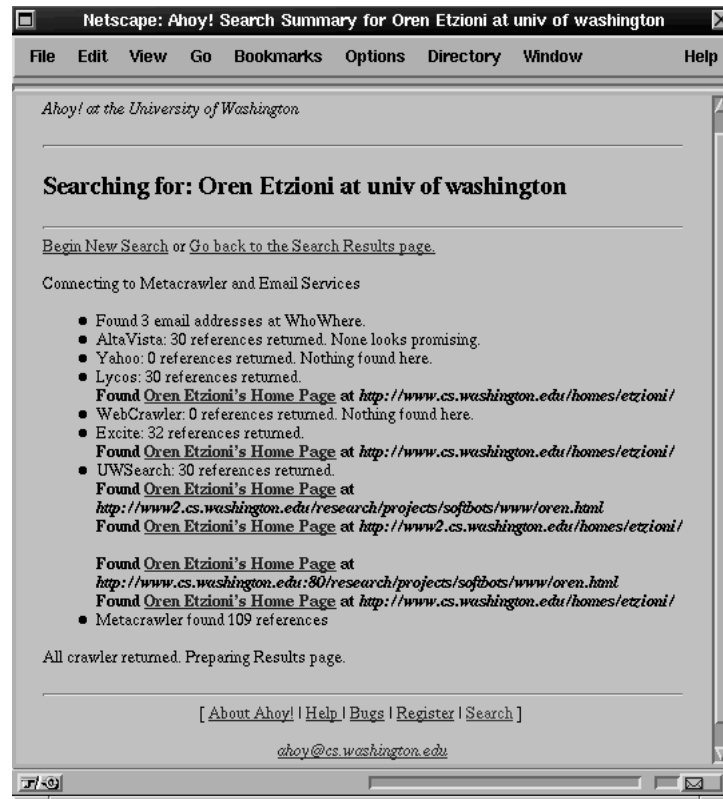 Netscape: Ahoy! Search Summary for Oren Etzioni at univ of washington
File Edit View Go Bookmarks Options Directory Window Help
Ahoy! at the University of Washington
Searching for: Oren Etzioni at univ of washington
Begin New Search or Go back to the Search Results page.
Connecting to Metacrawler and Email Services
● Found 3 email addresses at WhoWhere.
● AltaVista: 30 references returned. None looks promising.
● Yahoo: 0 references returned. Nothing found here.
● Lycos: 30 references returned.
Found Oren Etzioni's Home Page at http://www.cs.washington.edu/homes/etzioni/
● WebCrawler: 0 references returned. Nothing found here.
● Excite: 32 references returned.
Found Oren Etzioni's Home Page at http://www.cs.washington.edu/homes/etzioni/
● UWSearch: 30 references returned.
Found Oren Etzioni's Home Page at
http://www2.cs.washington.edu/research/projects/softbots/www/oren.html
Found Oren Etzioni's Home Page at http://www2.cs.washington.edu/homes/etzioni/
Found Oren Etzioni's Home Page at
http://www.cs.washington.edu:80/research/projects/softbots/www/oren.html
Found Oren Etzioni's Home Page at http://www.cs.washington.edu/homes/etzioni/
● Metacrawler found 109 references
All crawler returned. Preparing Results page.
[ About Ahoy! | Help | Bugs | Register | Search ]
ahoy@cs.washington.edu